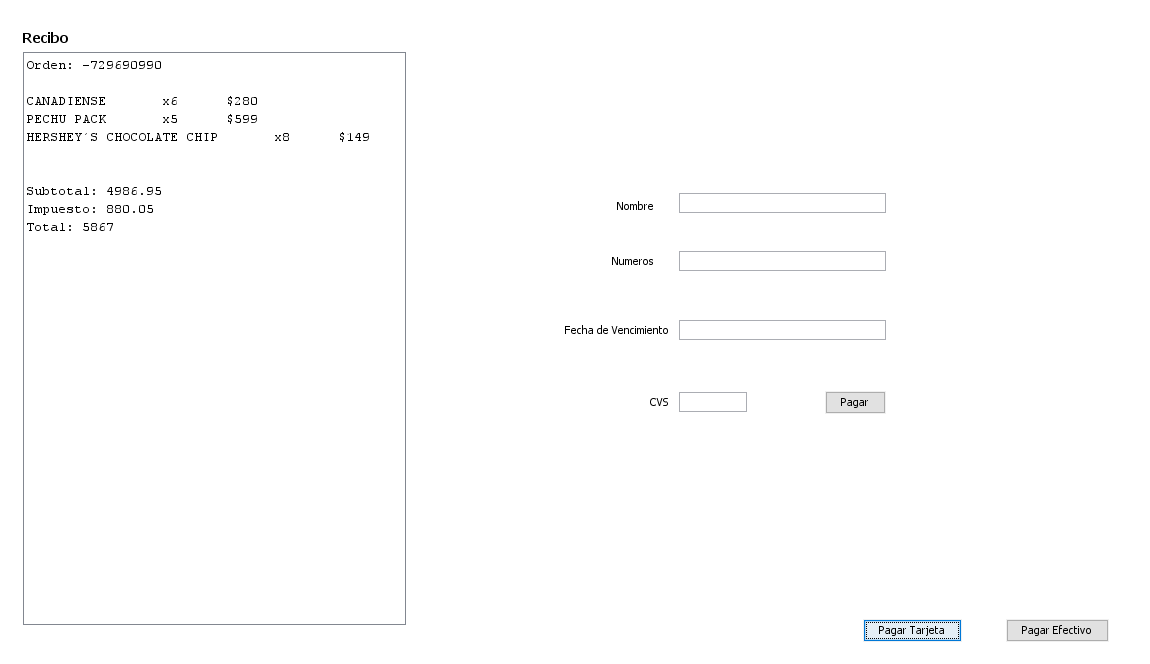 Recibo
Orden: -729690990
CANADIENSE x6 $280
PECHU PACK x5 $599
HERSHEY´S CHOCOLATE CHIP x8 $149
Subtotal: 4986.95
Impuesto: 880.05
Total: 5867
Nombre
Numeros
Fecha de Vencimiento
CVS
Pagar
Pagar Tarjeta
Pagar Efectivo